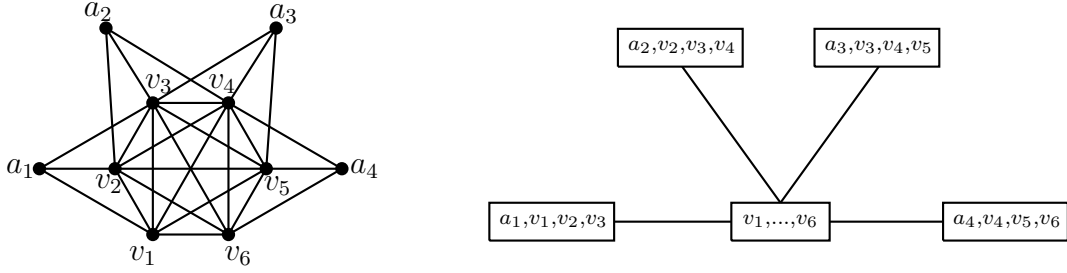 a₂ a₃
v₃ v₄
a₁ v₂ v₅ a₄
v₁ v₆
a₂,v₂,v₃,v₄ a₃,v₃,v₄,v₅
a₁,v₁,v₂,v₃ v₁,...,v₆ a₄,v₄,v₅,v₆